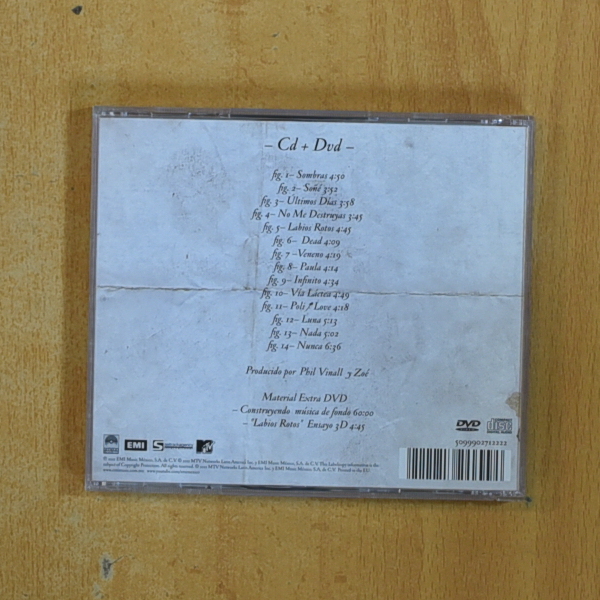 – Cd + Dvd –
fig. 1– Sombras 4:50
fig. 2– Soñé 3:52
fig. 3– Últimos Días 3:58
fig. 4– No Me Destruyas 3:45
fig. 5– Labios Rotos 4:45
fig. 6– Dead 4:09
fig. 7 –Veneno 4:19
fig. 8– Paula 4:14
fig. 9– Infinito 4:34
fig. 10– Vía Láctea 4:49
fig. 11– Poli / Love 4:18
fig. 12– Luna 5:13
fig. 13– Nada 5:02
fig. 14– Nunca 6:36
Producido por Phil Vinall y Zoé
Material Extra DVD
– Construyendo música de fondo 60:00
– "Labios Rotos" Ensayo 3D 4:45
DVD disc
EMI S MTV
5099902711222